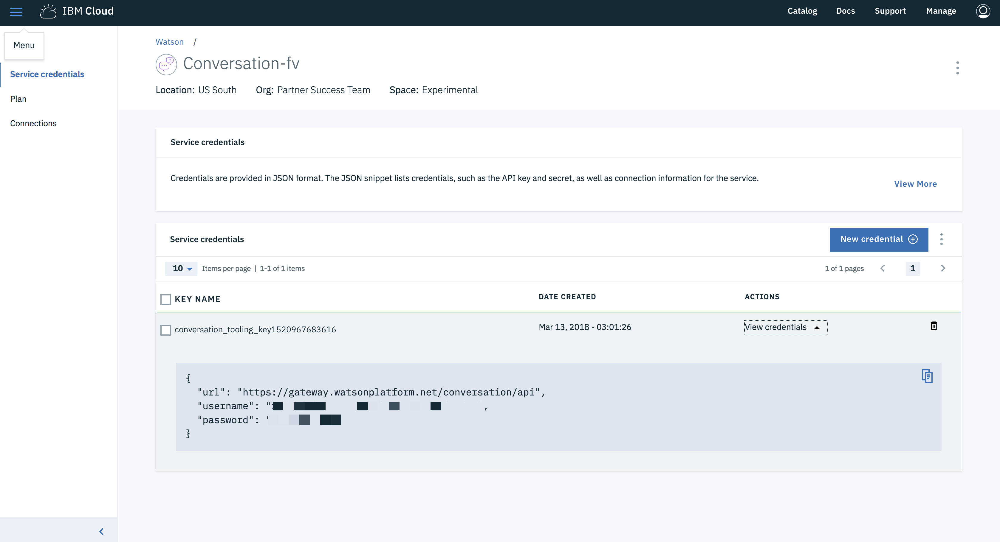 IBM Cloud
Catalog Docs Support Manage
Menu
Service credentials
Plan
Connections
Watson /
Conversation-fv
Location: US South Org: Partner Success Team Space: Experimental
Service credentials
Credentials are provided in JSON format. The JSON snippet lists credentials, such as the API key and secret, as well as connection information for the service.
View More
Service credentials
New credential
10 Items per page | 1-1 of 1 items
1 of 1 pages 1
KEY NAME DATE CREATED ACTIONS
conversation_tooling_key1520967683616 Mar 13, 2018 - 03:01:26 View credentials
{
"url": "https://gateway.watsonplatform.net/conversation/api",
"username": "
"password":
}